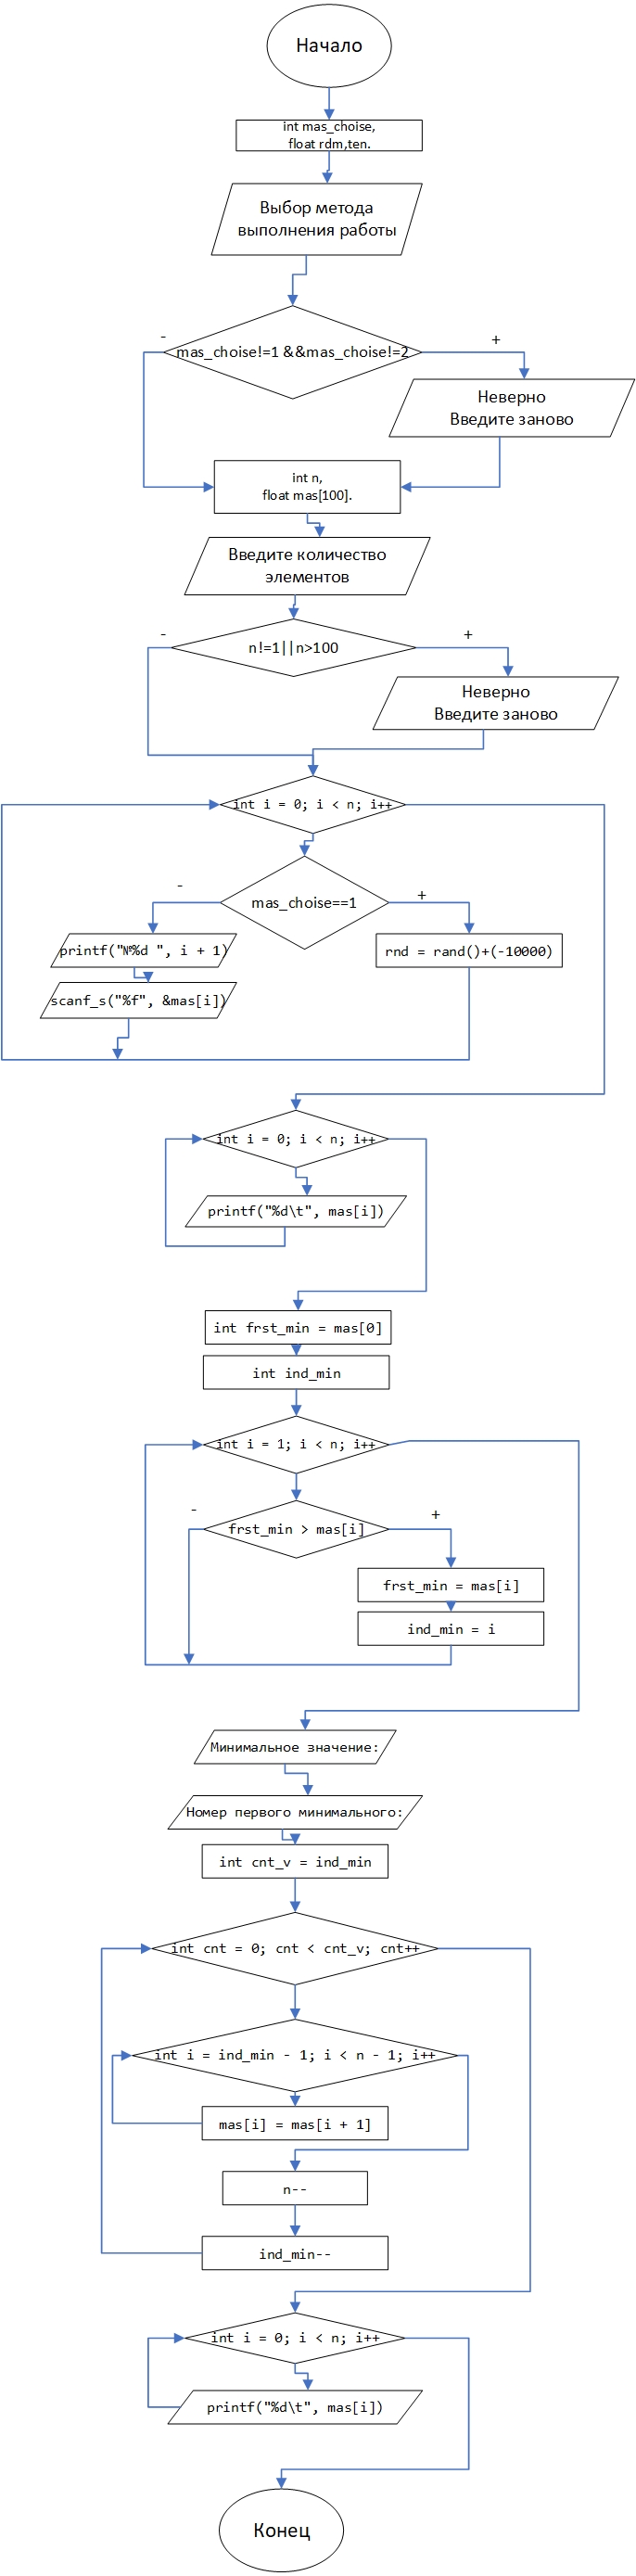 Начало
int mas_choise,
float rdm,ten.
Выбор метода
выполнения работы
-
mas_choise!=1 &&mas_choise!=2
+
Неверно
Введите заново
int n,
float mas[100].
Введите количество
элементов
-
n!=1||n>100
+
Неверно
Введите заново
int i = 0; i < n; i++
-
mas_choise==1
+
printf("№%d ", i + 1)
rnd = rand()+(-10000)
scanf_s("%f", &mas[i])
int i = 0; i < n; i++
printf("%d\t", mas[i])
int frst_min = mas[0]
int ind_min
int i = 1; i < n; i++
-
frst_min > mas[i]
+
frst_min = mas[i]
ind_min = i
Минимальное значение:
Номер первого минимального:
int cnt_v = ind_min
int cnt = 0; cnt < cnt_v; cnt++
int i = ind_min - 1; i < n - 1; i++
mas[i] = mas[i + 1]
n--
ind_min--
int i = 0; i < n; i++
printf("%d\t", mas[i])
Конец